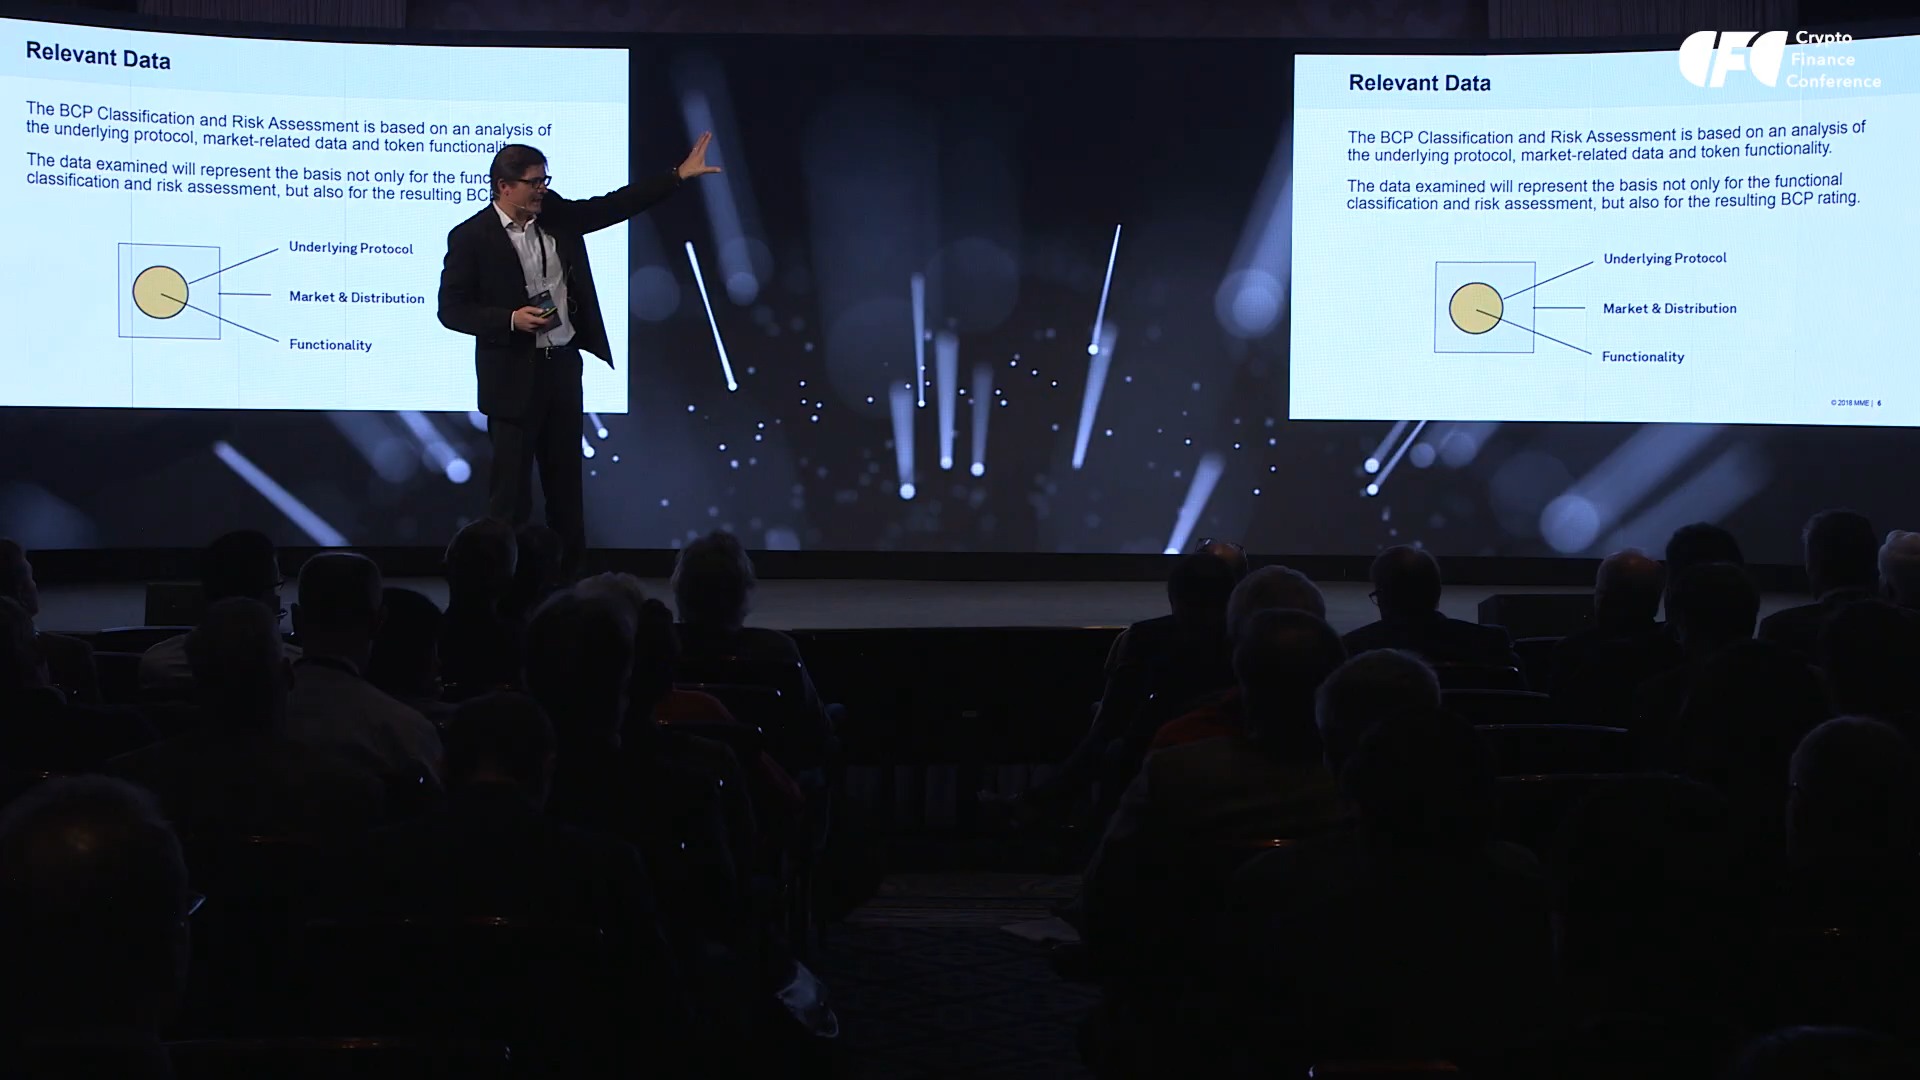 Relevant Data
The BCP Classification and Risk Assessment is based on an analysis of
the underlying protocol, market-related data and token
The data examined will represent the basis not only for the
classification and risk assessment, but also for the resulting
Underlying Protocol
Market & Distribution
Functionality
Crypto
CFC Finance
Conference
Relevant Data
The BCP Classification and Risk Assessment is based on an analysis of
the underlying protocol, market-related data and token functionality.
The data examined will represent the basis not only for the functional
classification and risk assessment, but also for the resulting BCP rating.
Underlying Protocol
Market & Distribution
Functionality
© 2018 MME | 6